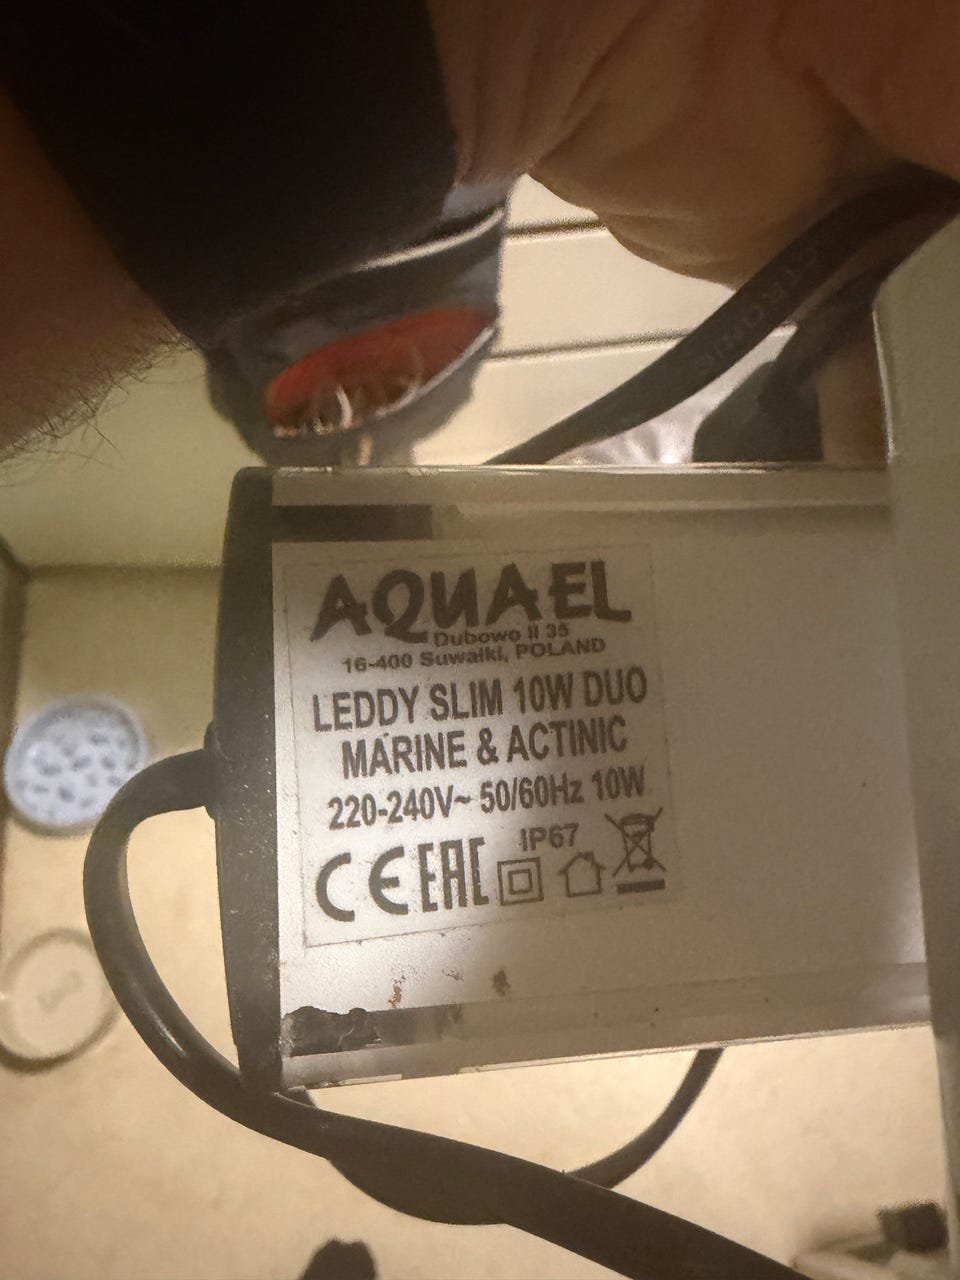 AQUAEL
Dubowo II 35
16-400 Suwałki, POLAND
LEDDY SLIM 10W DUO
MARINE & ACTINIC
220-240V~ 50/60Hz 10W
IP67
CE EAC